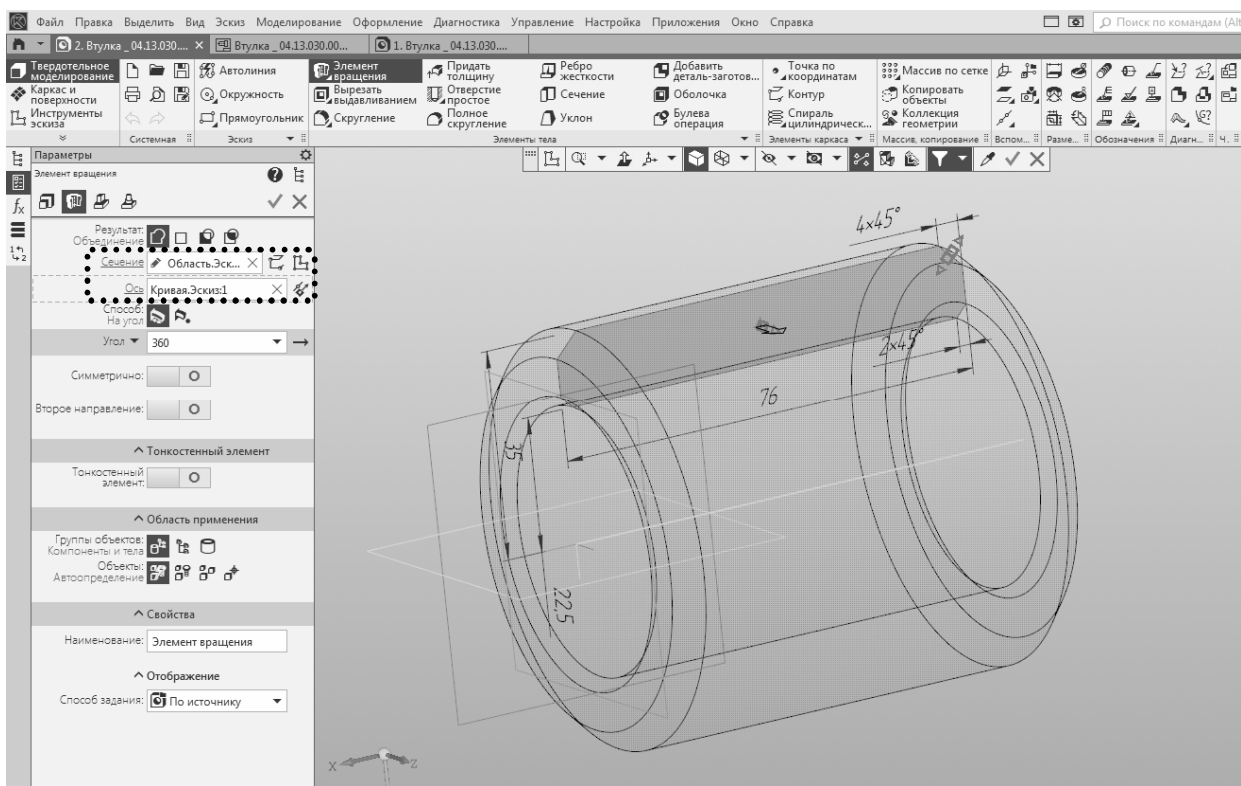 Файл Правка Выделить Вид Эскиз Моделирование Оформление Диагностика Управление Настройка Приложения Окно Справка
Поиск по командам (Alt
2. Втулка _ 04.13.030.... Втулка _ 04.13.030.00... 1. Втулка _ 04.13.030....
Твердотельное моделирование
Каркас и поверхности
Инструменты эскиза
Системная
Автолиния
Окружность
Прямоугольник
Эскиз
Элемент вращения
Вырезать выдавливанием
Скругление
Придать толщину
Отверстие простое
Полное скругление
Ребро жесткости
Сечение
Уклон
Добавить деталь-заготов...
Оболочка
Булева операция
Элементы тела
Точка по координатам
Контур
Спираль цилиндрическ...
Элементы каркаса
Массив по сетке
Копировать объекты
Коллекция геометрии
Массив, копирование
Вспом...
Разме...
Обозначения
Диагн...
Ч...
Параметры
Элемент вращения
Результат:
Объединение
Сечение Область.Эск...
Ось Кривая.Эскиз:1
Способ:
На угол
Угол 360
Симметрично:
Второе направление:
Тонкостенный элемент
Тонкостенный
элемент:
Область применения
Группы объектов:
Компоненты и тела
Объекты:
Автоопределение
Свойства
Наименование: Элемент вращения
Отображение
Способ задания: По источнику
4x45°
2x45°
76
35
22,5
X
Z